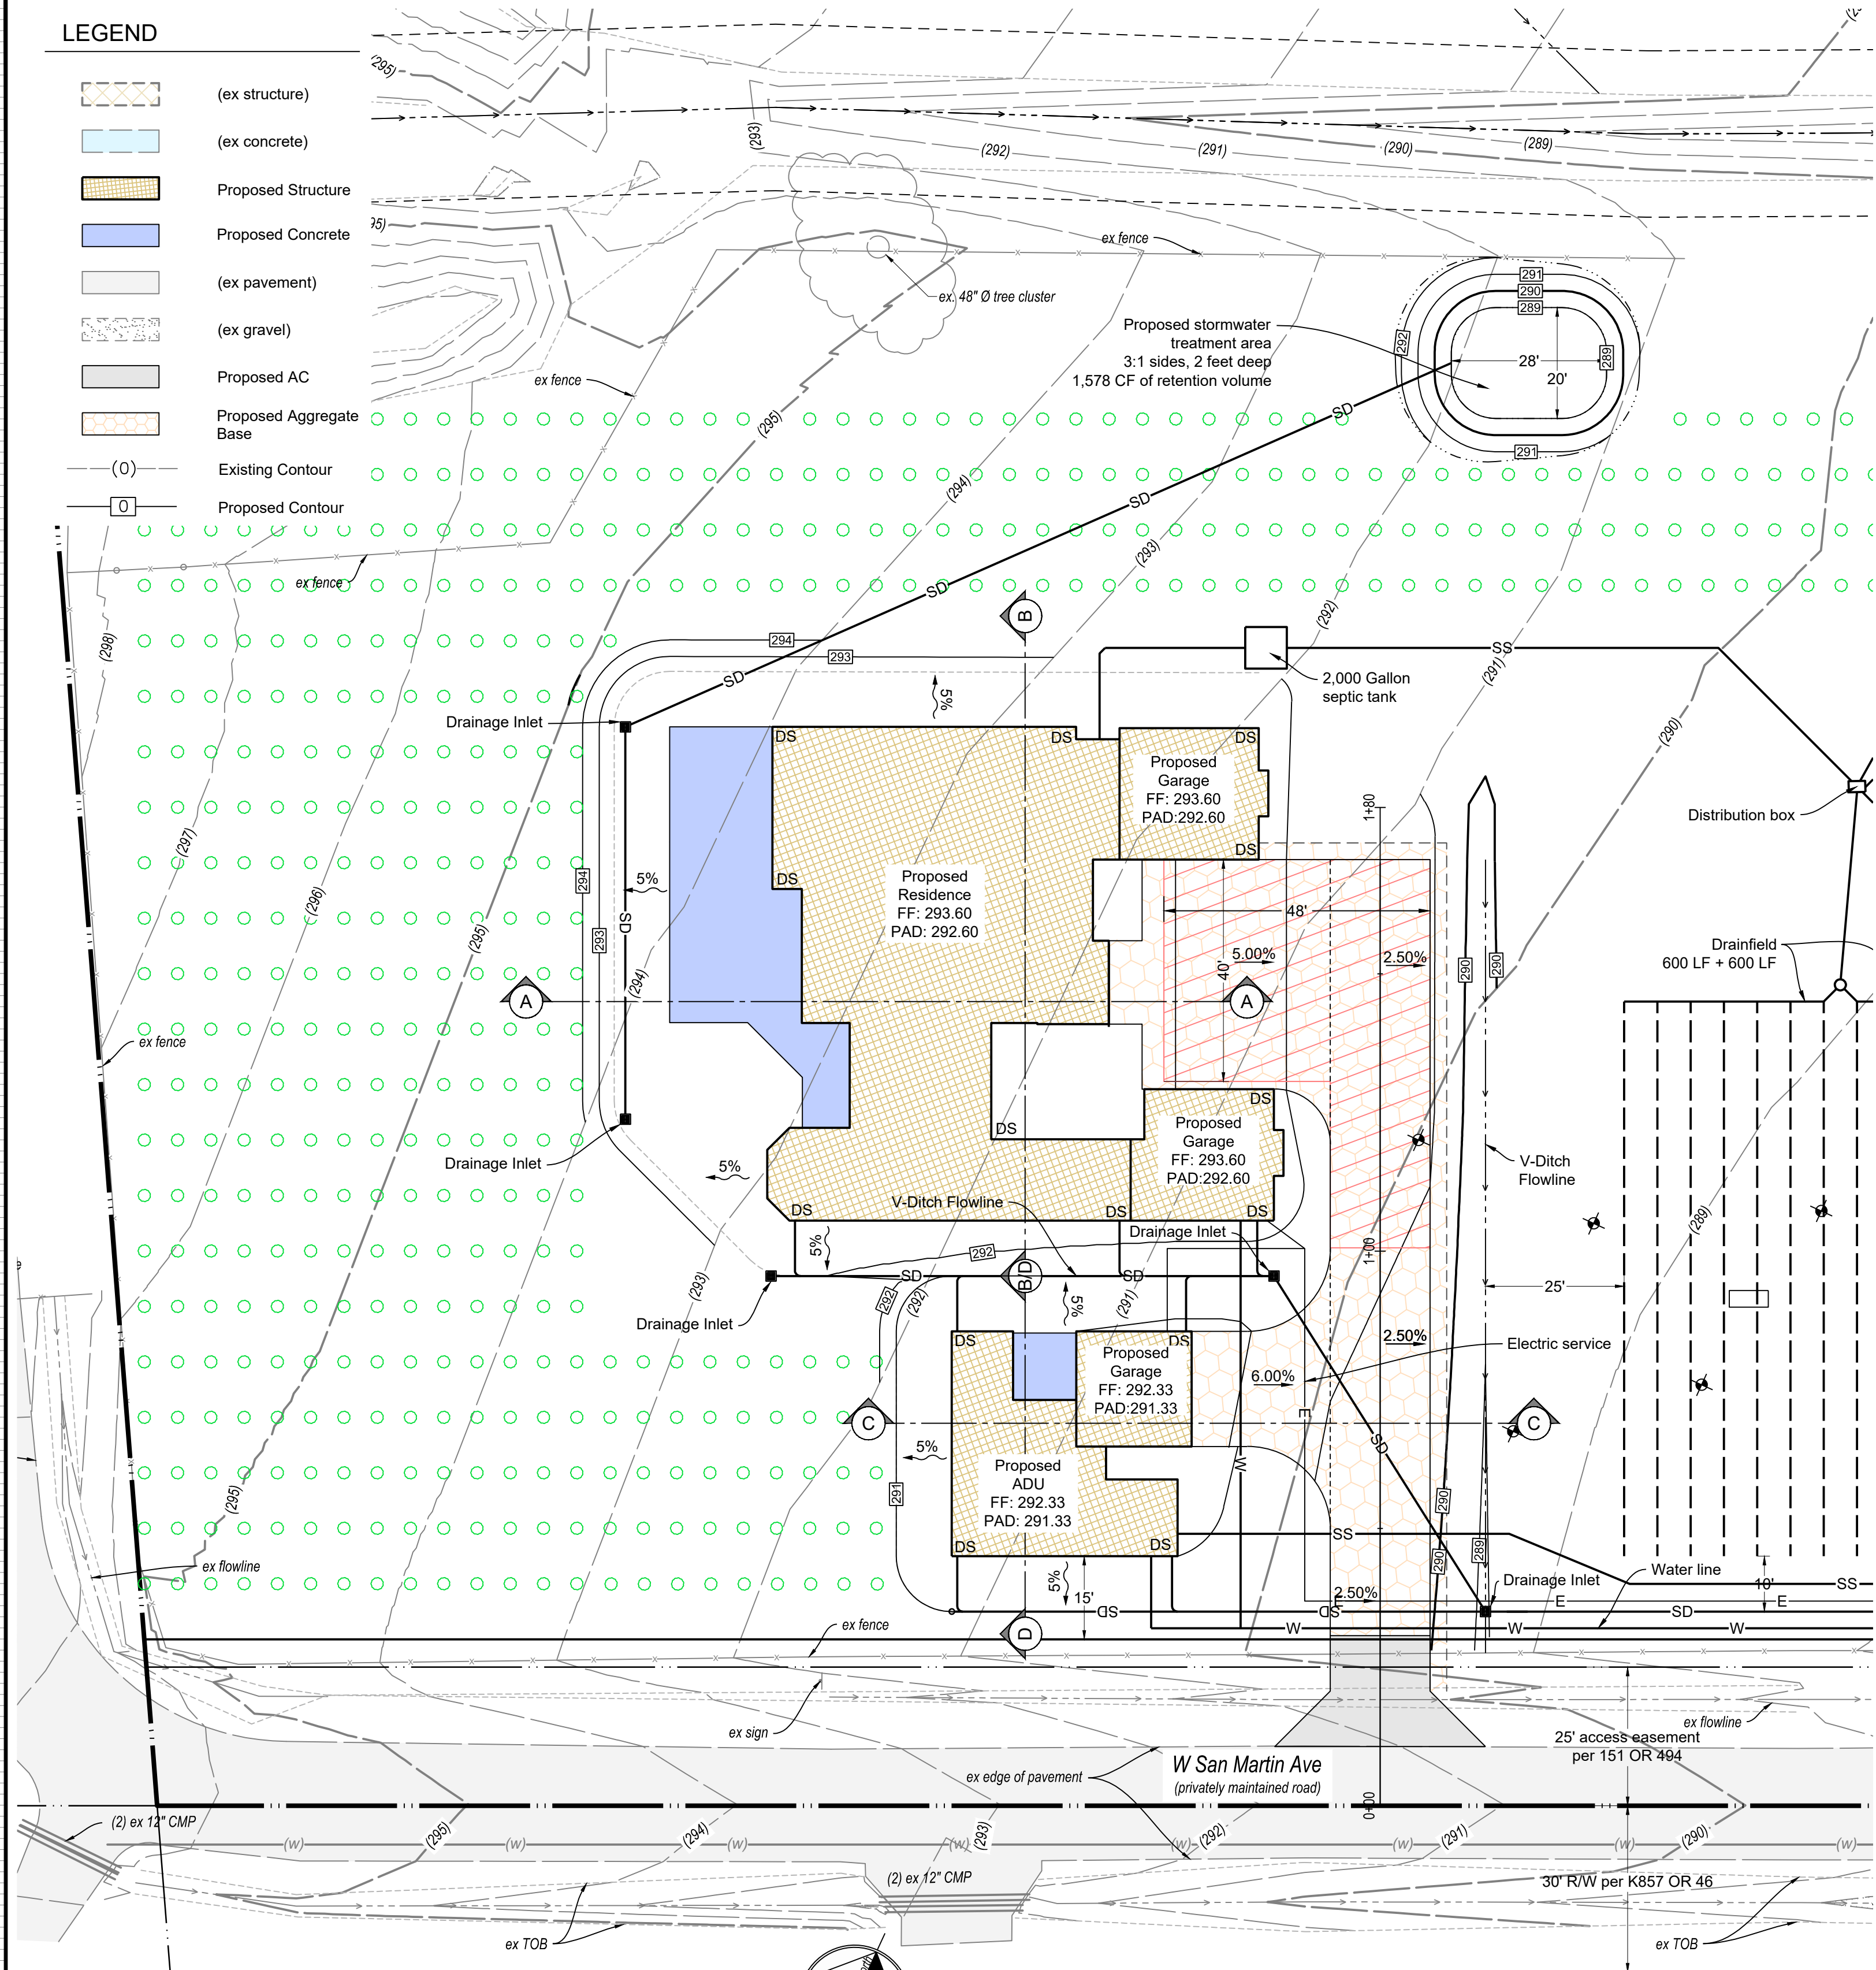 LEGEND
(ex structure)
(ex concrete)
Proposed Structure
Proposed Concrete
(ex pavement)
(ex gravel)
Proposed AC
Proposed Aggregate
Base
(0)
Existing Contour
0
Proposed Contour
(295)
(293)
(292)
(291)
(290)
(289)
ex fence
ex. 48" Ø tree cluster
Proposed stormwater
treatment area
3:1 sides, 2 feet deep
1,578 CF of retention volume
291
290
289
292
289
28'
20'
291
ex fence
(295)
(294)
(293)
(292)
(291)
(290)
SD
SD
SD
SD
ex fence
(298)
(297)
(296)
(295)
(294)
B
294
293
SS
2,000 Gallon
septic tank
5%
Drainage Inlet
DS
DS
DS
Proposed
Garage
FF: 293.60
PAD:292.60
DS
1+80
Distribution box
294
293
SD
5%
DS
Proposed
Residence
FF: 293.60
PAD: 292.60
48'
40'
5.00%
2.50%
290
290
Drainfield
600 LF + 600 LF
A
A
ex fence
DS
DS
Proposed
Garage
FF: 293.60
PAD:292.60
Drainage Inlet
5%
V-Ditch
Flowline
(289)
DS
DS
DS
V-Ditch Flowline
Drainage Inlet
5%
292
1+00
SD
B/D
SD
25'
(293)
292
(292)
(291)
5%
Drainage Inlet
DS
DS
Proposed
Garage
FF: 292.33
PAD:291.33
6.00%
2.50%
Electric service
E
C
C
5%
SD
W
Proposed
ADU
FF: 292.33
PAD: 291.33
291
(295)
290
290
289
DS
DS
SS
5%
15'
2.50%
Drainage Inlet
Water line
10'
SS
ex flowline
SD
SD
E
E
SD
W
W
W
D
ex fence
ex sign
ex flowline
25' access easement
per 151 OR 494
W San Martin Ave
(privately maintained road)
ex edge of pavement
0+00
(2) ex 12" CMP
(295)
(294)
(293)
(292)
(291)
(290)
(W)
(W)
(W)
(W)
(W)
(W)
(W)
(W)
(2) ex 12" CMP
30' R/W per K857 OR 46
ex TOB
ex TOB